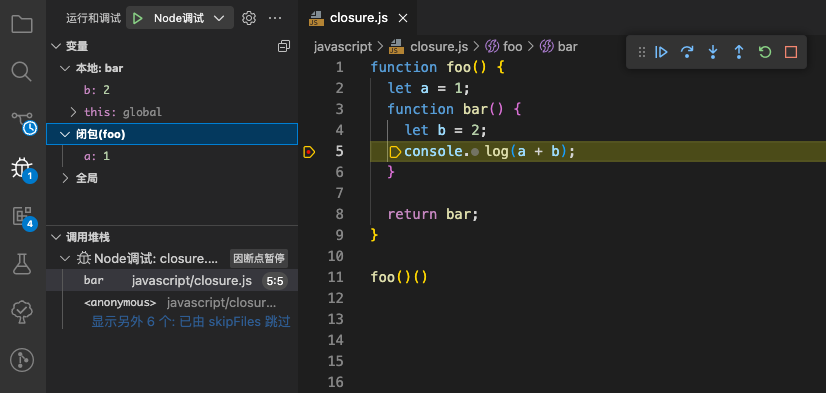 运行和调试 Node调试
变量
本地: bar
b: 2
this: global
闭包(foo)
a: 1
全局
调用堆栈
Node调试: closure.... 因断点暂停
bar javascript/closure.js 5:5
<anonymous> javascript/closur...
显示另外 6 个: 已由 skipFiles 跳过
1
4
JS closure.js
javascript > JS closure.js > foo > bar
1 function foo() {
2 let a = 1;
3 function bar() {
4 let b = 2;
5 console. log(a + b);
6 }
7
8 return bar;
9 }
10
11 foo()()
12
13
14
15
16